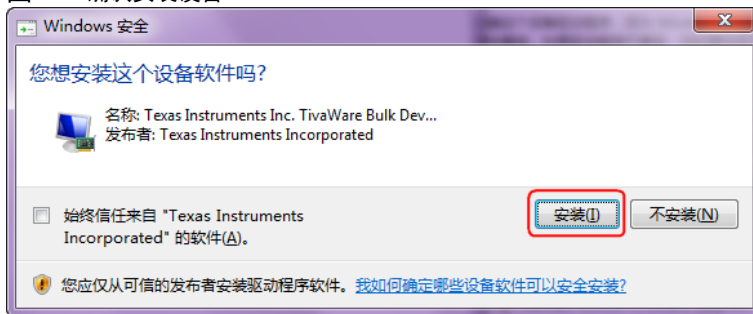 Windows 安全
您想安装这个设备软件吗?
名称: Texas Instruments Inc. TivaWare Bulk Dev...
发布者: Texas Instruments Incorporated
始终信任来自 "Texas Instruments
Incorporated" 的软件(A)。
安装(I)
不安装(N)
您应仅从可信的发布者安装驱动程序软件。我如何确定哪些设备软件可以安全安装?